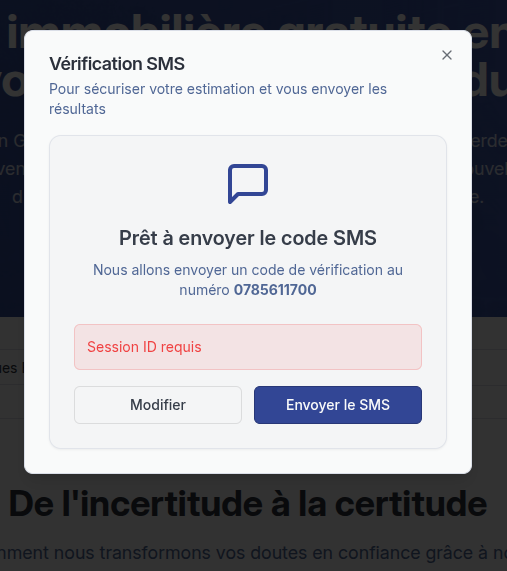 immobilière gratuite en
Vérification SMS
Pour sécuriser votre estimation et vous envoyer les
résultats
Prêt à envoyer le code SMS
Nous allons envoyer un code de vérification au
numéro 0785611700
Session ID requis
Modifier
Envoyer le SMS
De l'incertitude à la certitude
nment nous transformons vos doutes en confiance grâce à no